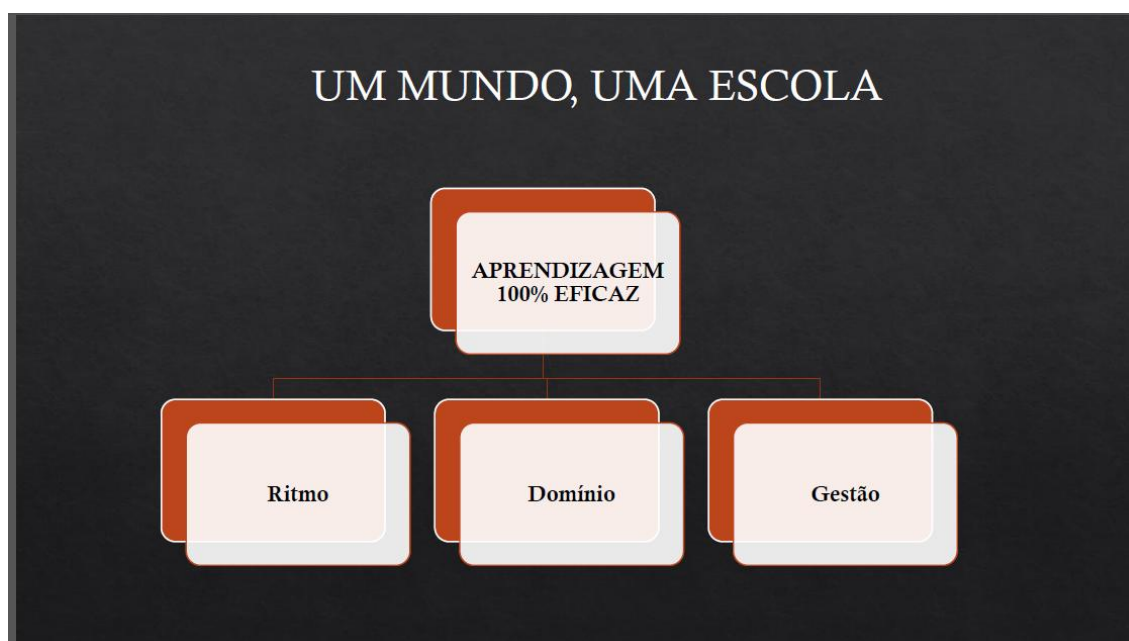 UM MUNDO, UMA ESCOLA
APRENDIZAGEM
100% EFICAZ
Ritmo
Domínio
Gestão